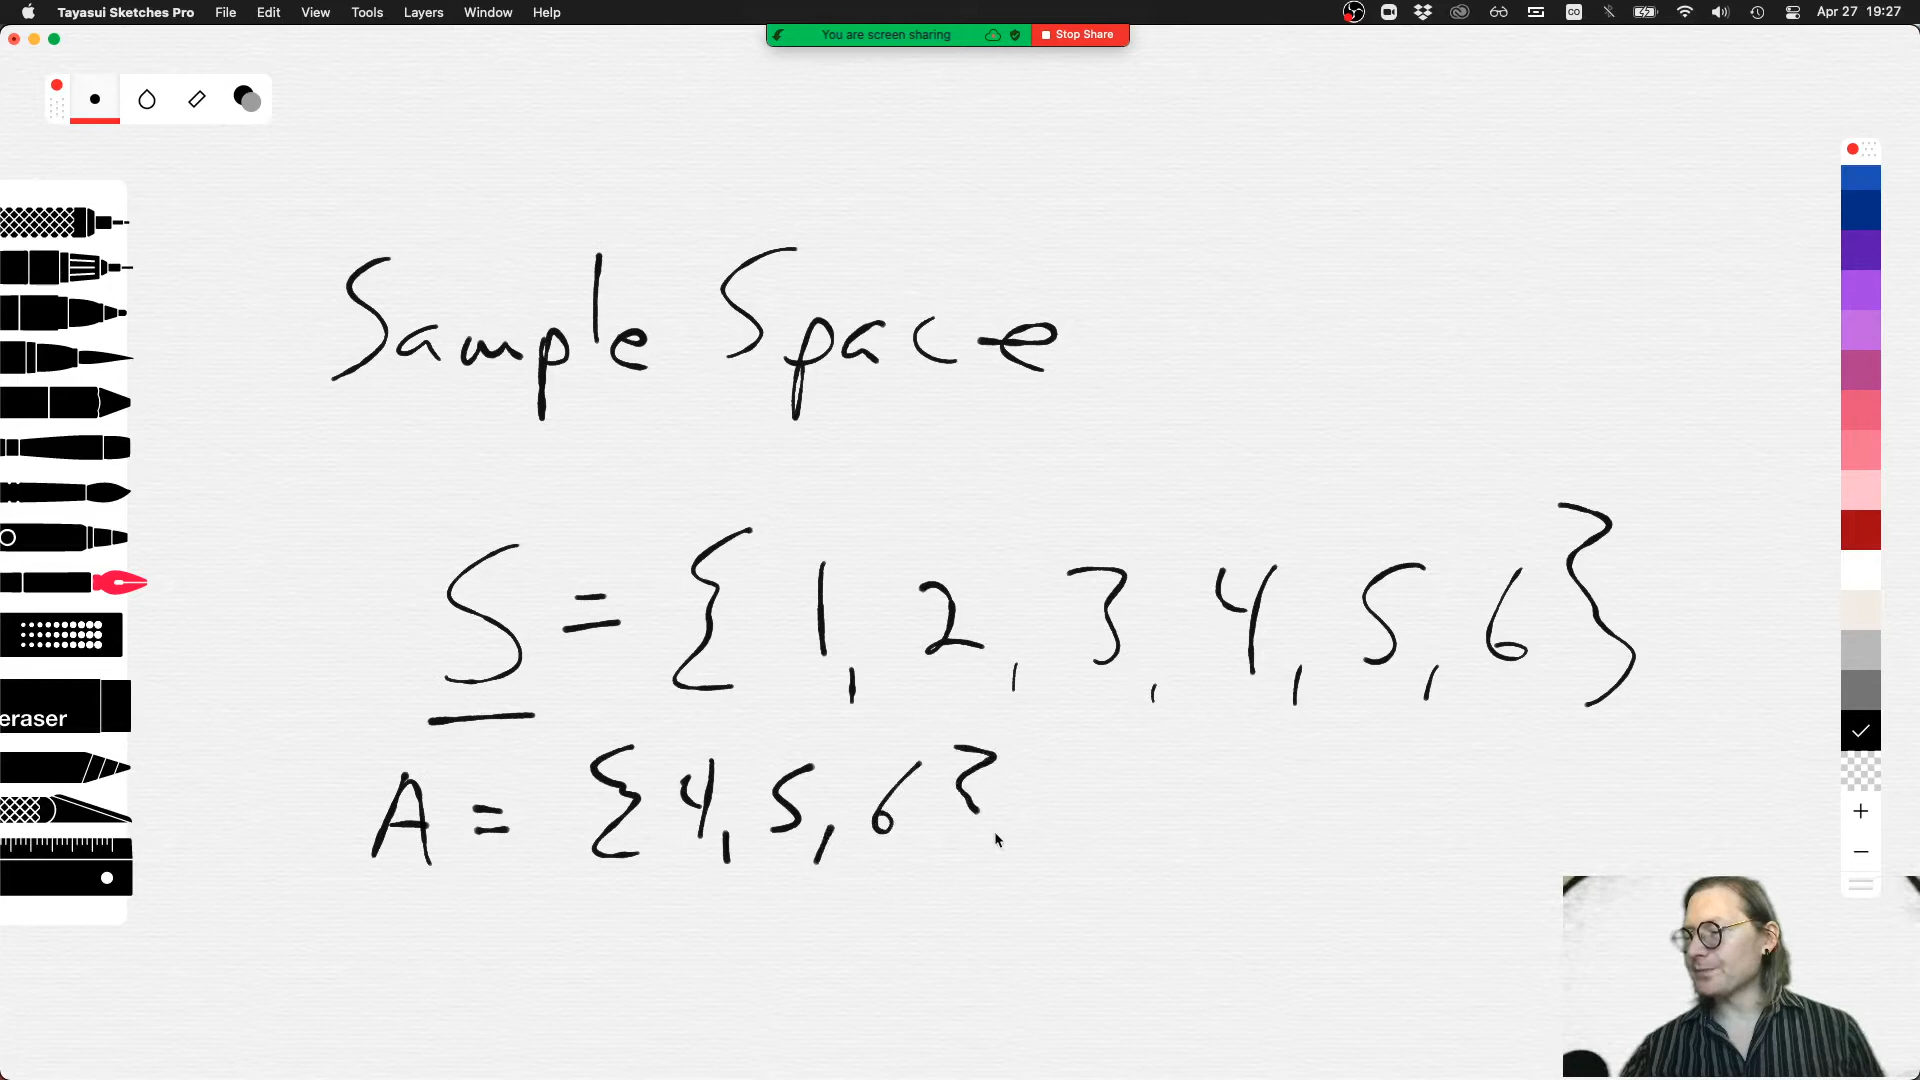 Tayasui Sketches Pro File Edit View Tools Layers Window Help Apr 27 19:27
You are screen sharing Stop Share
Sample Space
S = { 1, 2, 3, 4, 5, 6 }
eraser
A = { 4, 5, 6 }